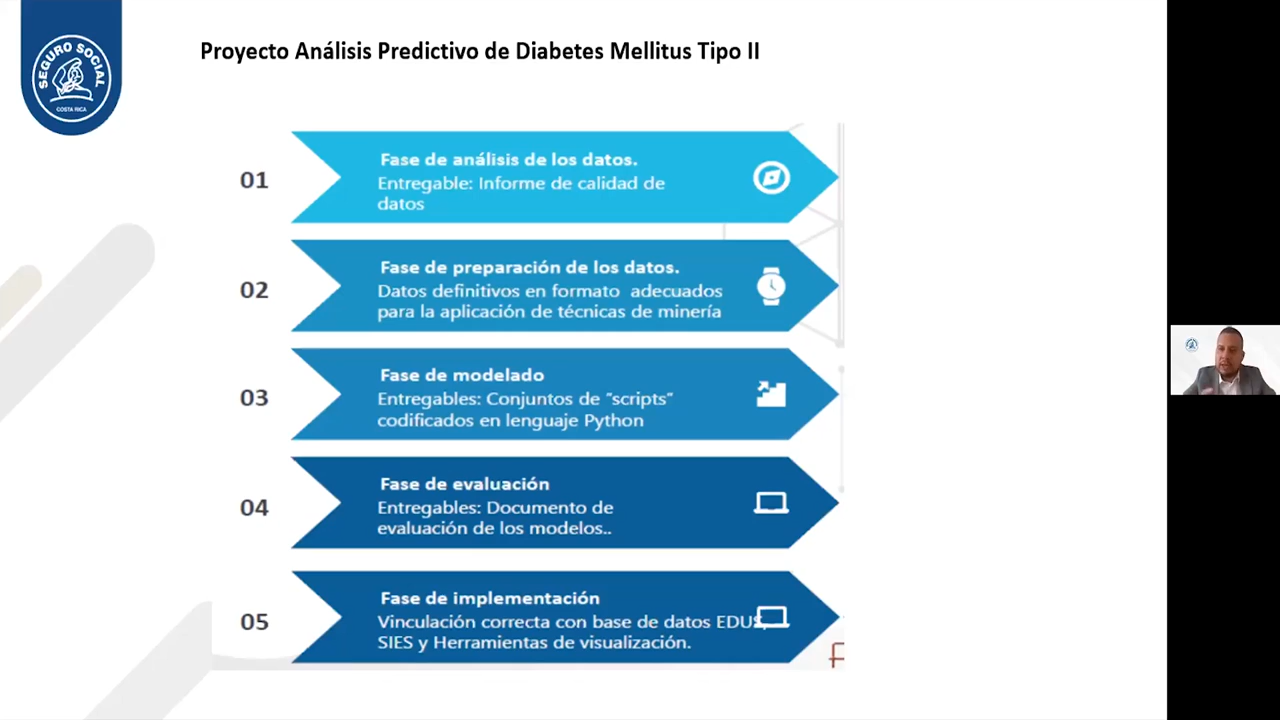 SEGURO SOCIAL
COSTA RICA
Proyecto Análisis Predictivo de Diabetes Mellitus Tipo II
01
Fase de análisis de los datos.
Entregable: Informe de calidad de
datos
02
Fase de preparación de los datos.
Datos definitivos en formato adecuados
para la aplicación de técnicas de minería
03
Fase de modelado
Entregables: Conjuntos de “scripts”
codificados en lenguaje Python
04
Fase de evaluación
Entregables: Documento de
evaluación de los modelos..
05
Fase de implementación
Vinculación correcta con base de datos EDUS,
SIES y Herramientas de visualización.